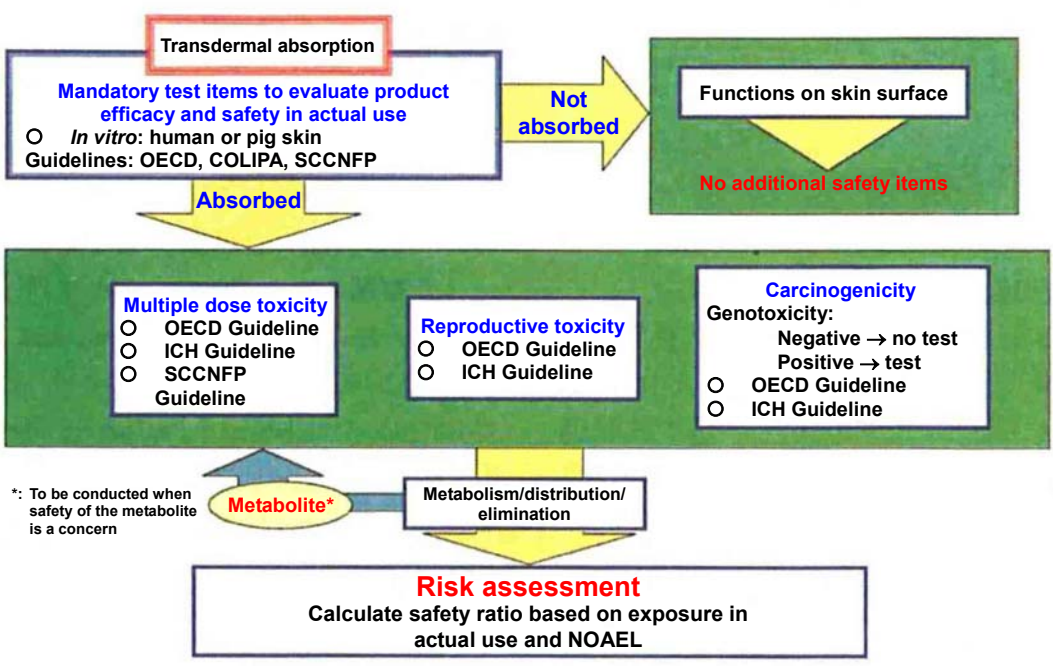 Transdermal absorption
Mandatory test items to evaluate product
efficacy and safety in actual use
○ In vitro: human or pig skin
Guidelines: OECD, COLIPA, SCCNFP
Not
absorbed
Functions on skin surface
No additional safety items
Absorbed
Multiple dose toxicity
○ OECD Guideline
○ ICH Guideline
○ SCCNFP
Guideline
Reproductive toxicity
○ OECD Guideline
○ ICH Guideline
Carcinogenicity
Genotoxicity:
Negative → no test
Positive → test
○ OECD Guideline
○ ICH Guideline
*: To be conducted when
safety of the metabolite
is a concern
Metabolite*
Metabolism/distribution/
elimination
Risk assessment
Calculate safety ratio based on exposure in
actual use and NOAEL